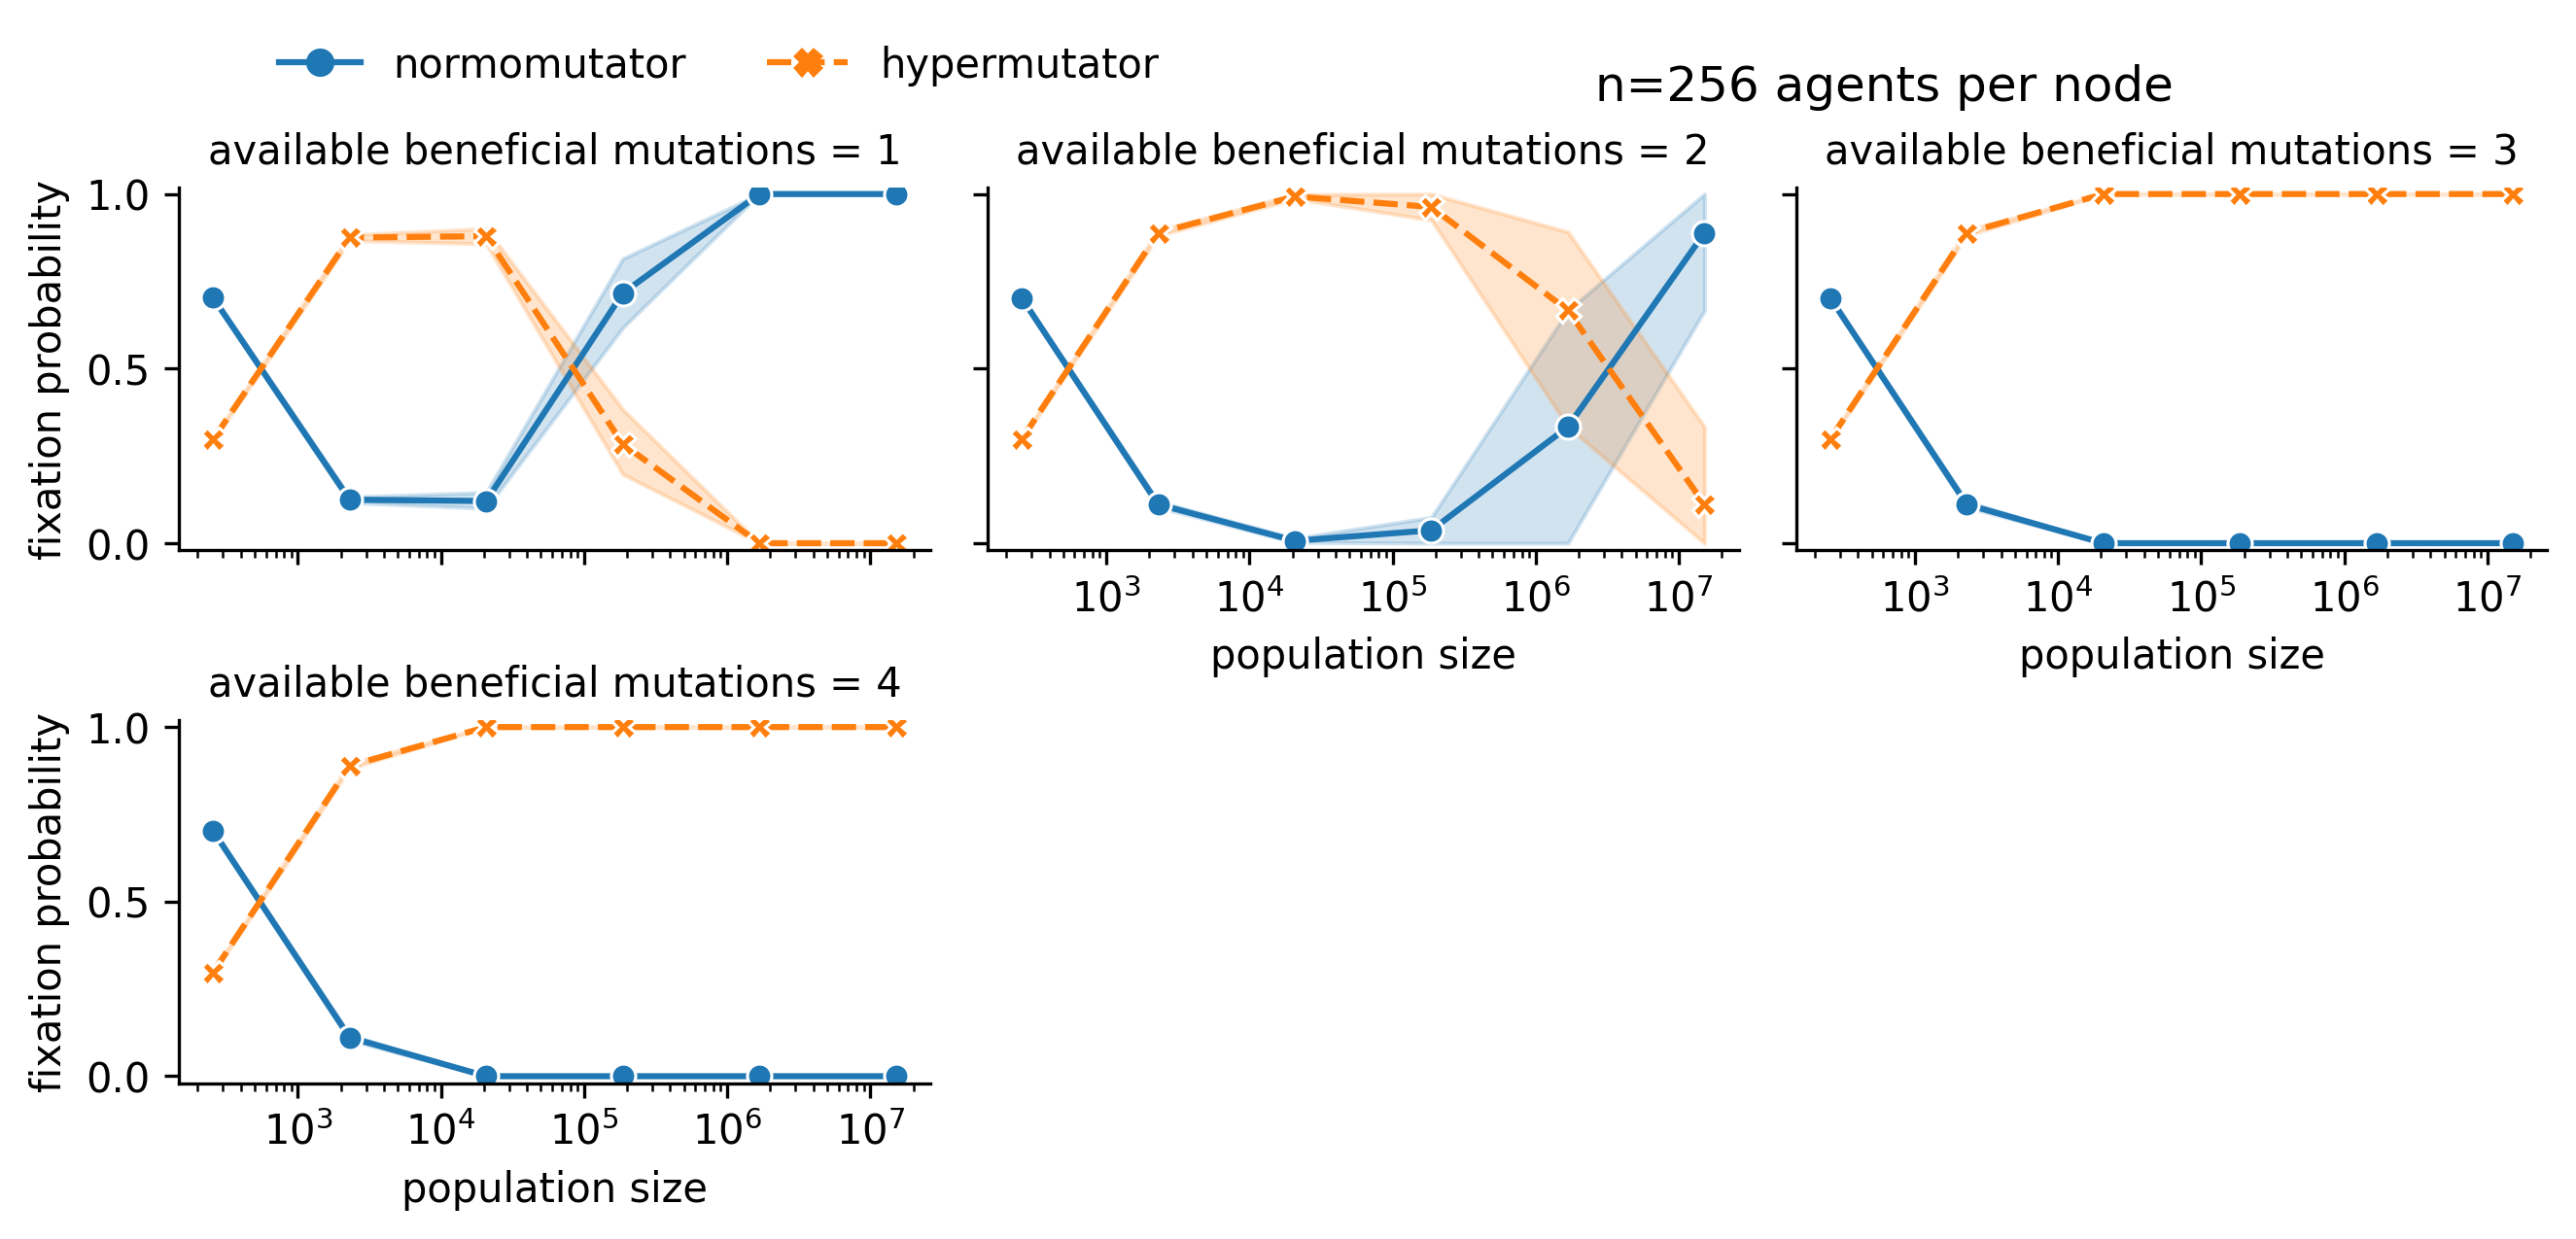 normomutator
hypermutator
n=256 agents per node
available beneficial mutations = 1
available beneficial mutations = 2
available beneficial mutations = 3
fixation probability
1.0
0.5
0.0
10³ 10⁴ 10⁵ 10⁶ 10⁷
population size
10³ 10⁴ 10⁵ 10⁶ 10⁷
population size
available beneficial mutations = 4
fixation probability
1.0
0.5
0.0
10³ 10⁴ 10⁵ 10⁶ 10⁷
population size